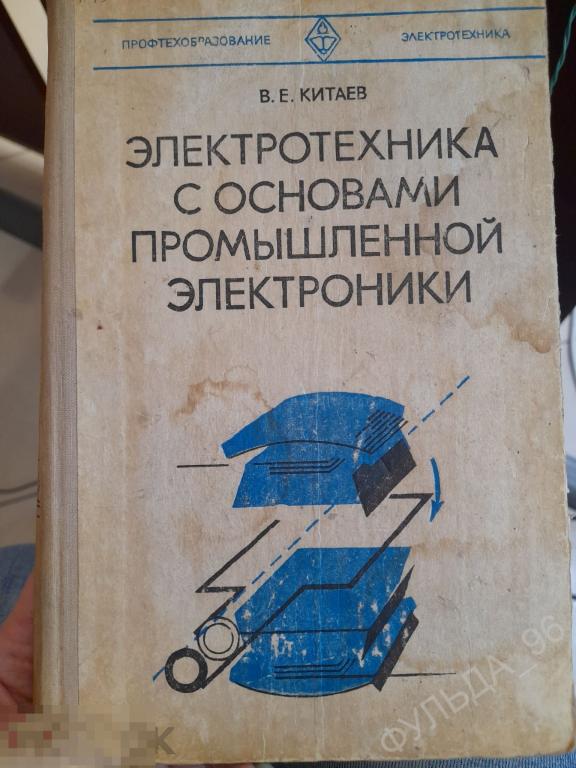 ПРОФТЕХОБРАЗОВАНИЕ
ЭЛЕКТРОТЕХНИКА
В. Е. КИТАЕВ
ЭЛЕКТРОТЕХНИКА
С ОСНОВАМИ
ПРОМЫШЛЕННОЙ
ЭЛЕКТРОНИКИ
ФУЛЬДА_96